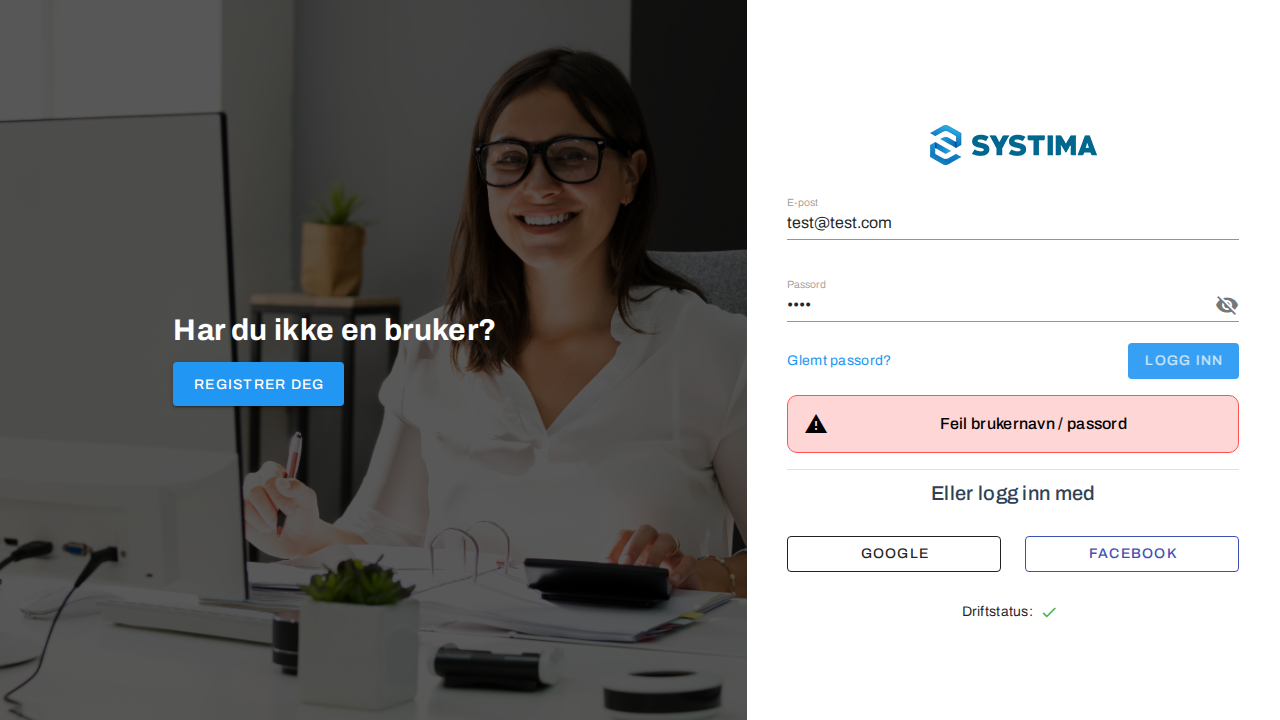 Har du ikke en bruker?
REGISTRER DEG
SYSTIMA
E-post
test@test.com
Passord
••••
Glemt passord?
LOGG INN
Feil brukernavn / passord
Eller logg inn med
GOOGLE
FACEBOOK
Driftstatus: